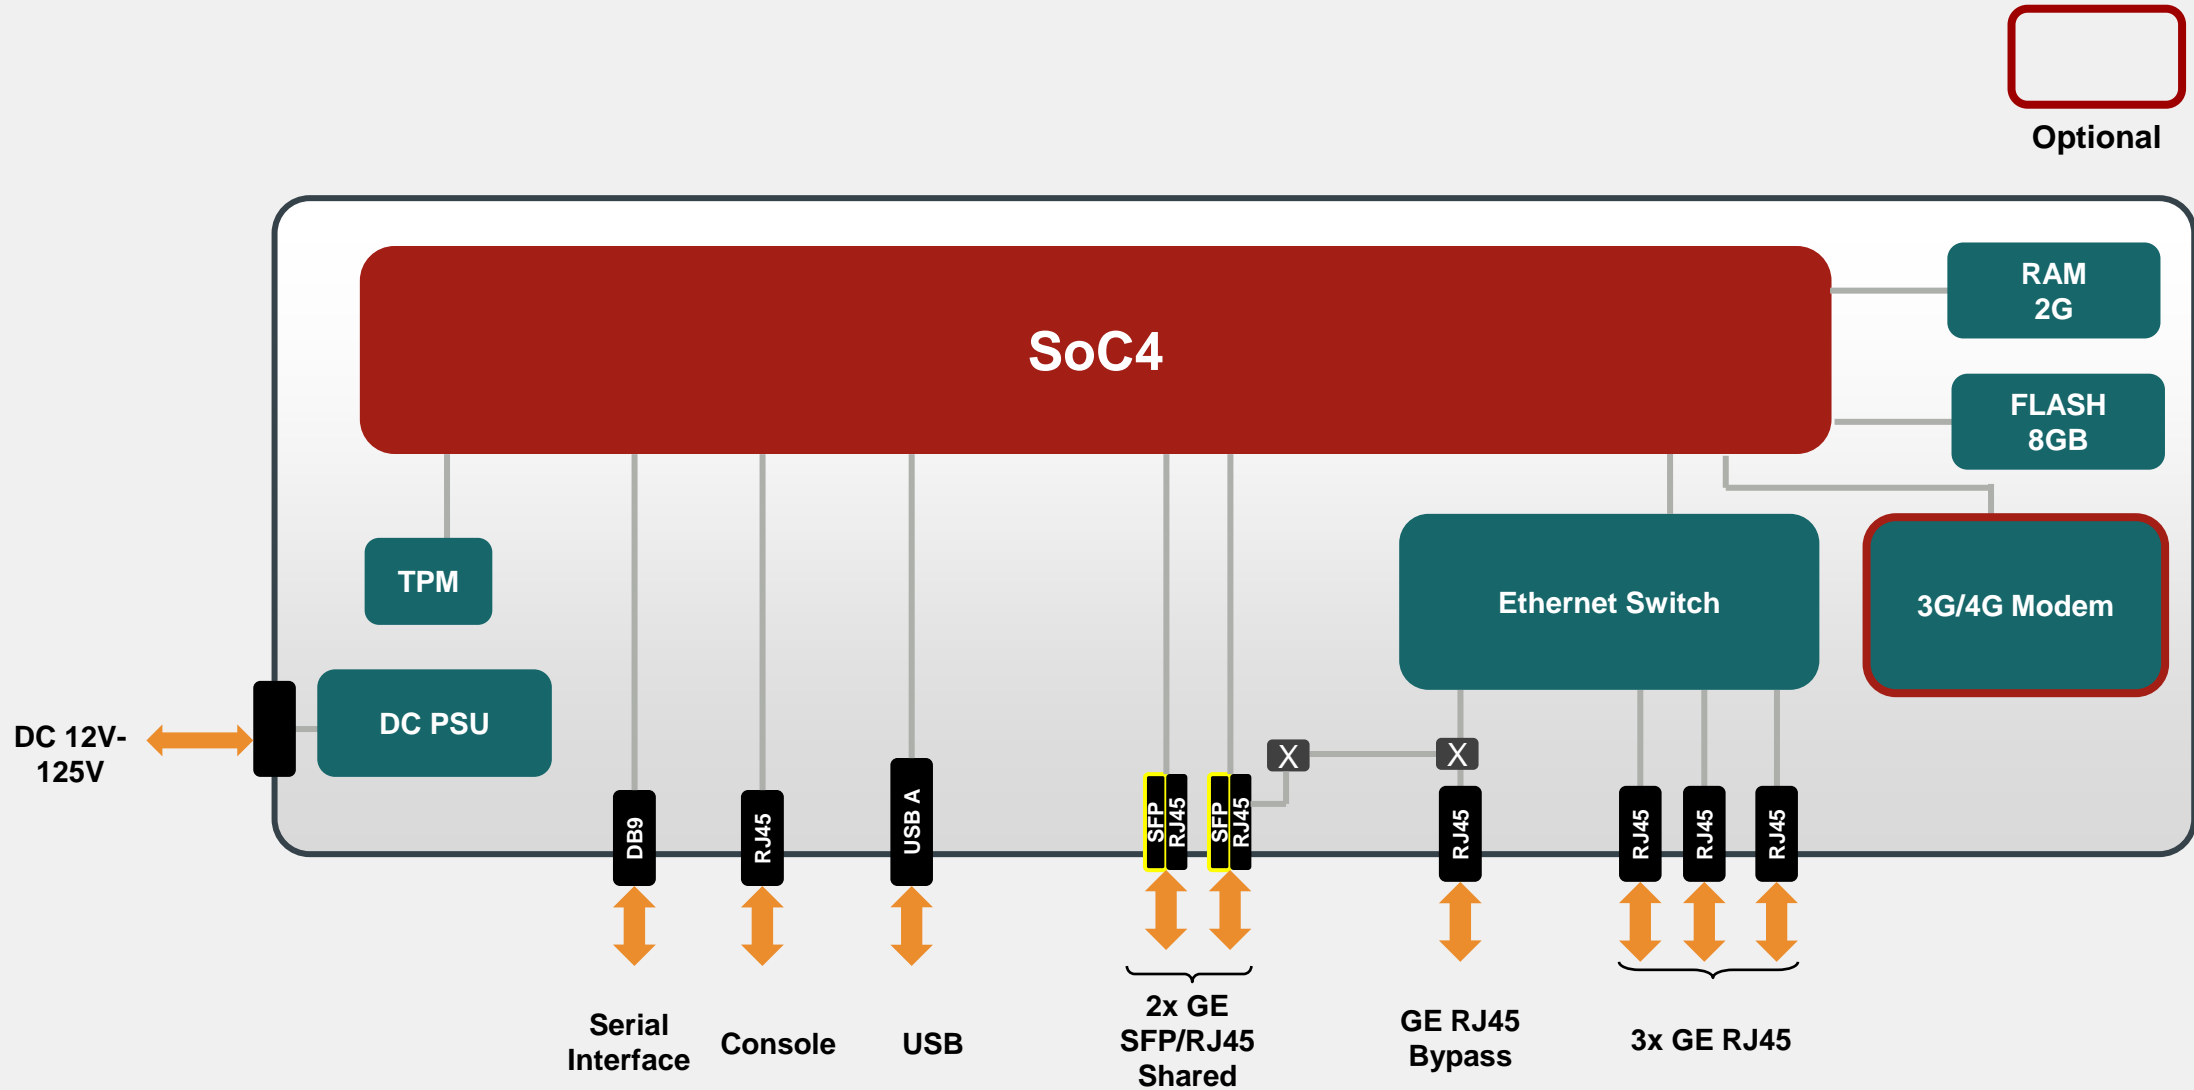 Optional
SoC4
RAM
2G
FLASH
8GB
TPM
Ethernet Switch
3G/4G Modem
DC PSU
DC 12V-
125V
X
X
DB9
RJ45
USB A
SFP
RJ45
SFP
RJ45
RJ45
RJ45
RJ45
RJ45
Serial
Interface
Console
USB
2x GE
SFP/RJ45
Shared
GE RJ45
Bypass
3x GE RJ45